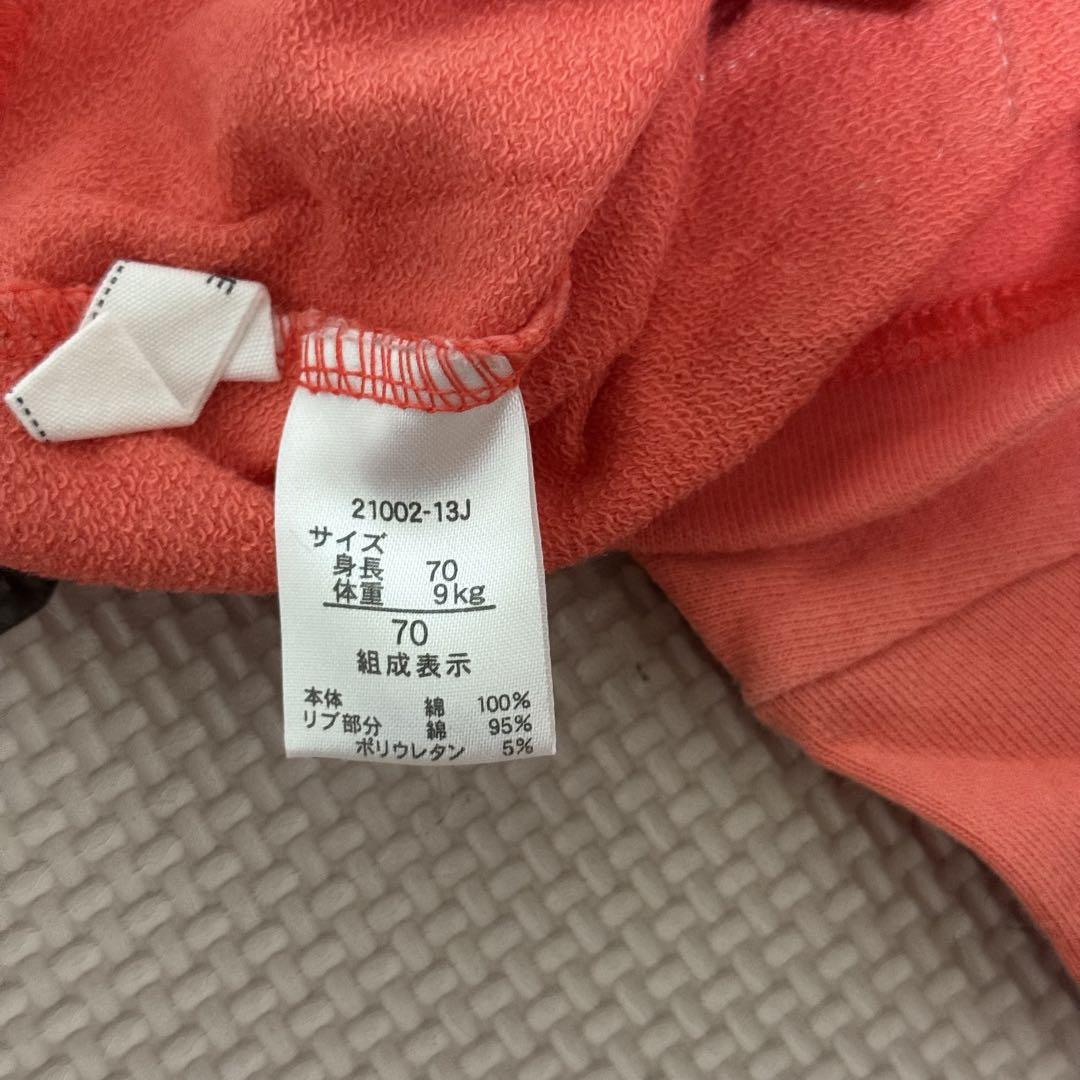 21002-13J
サイズ
身長 70
体重 9kg
70
組成表示
本体 綿 100%
リブ部分 綿 95%
ポリウレタン 5%